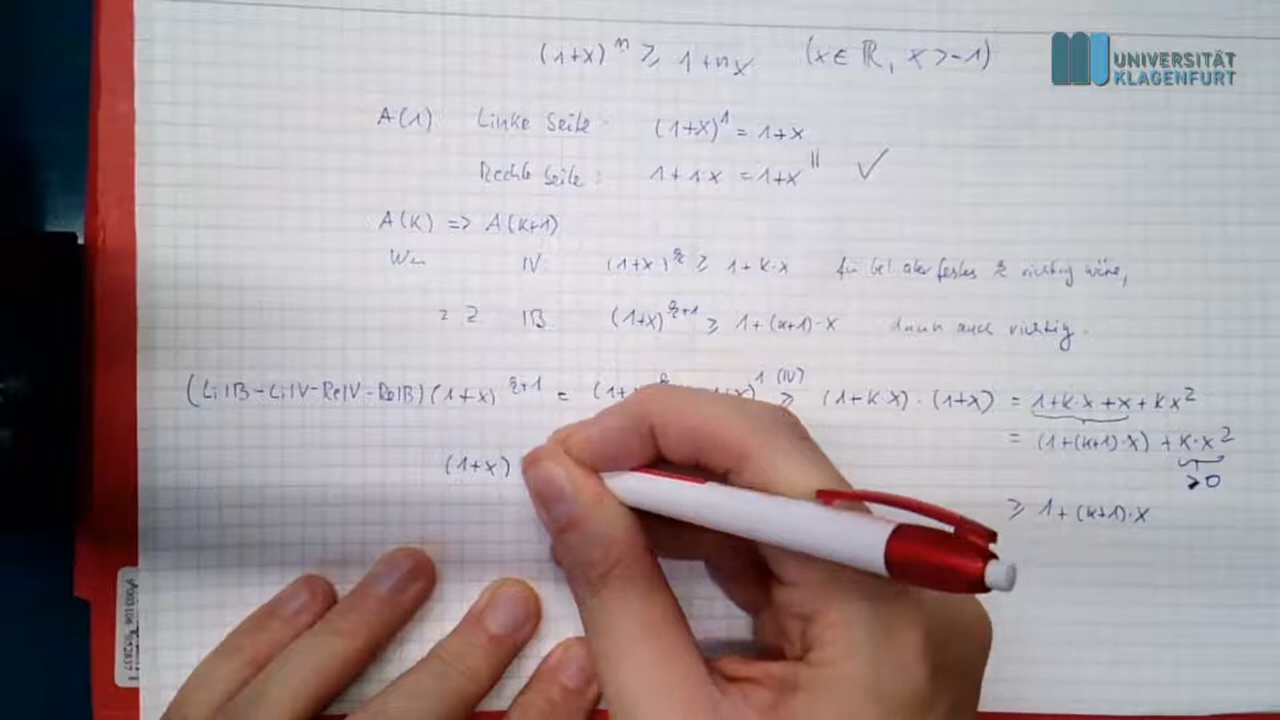 (1+x)^n ≥ 1+nx (x ∈ ℝ, x > -1)
UNIVERSITÄT
KLAGENFURT
A(1) Linke Seite: (1+x)^1 = 1+x
Rechte Seite: 1+1·x = 1+x ✓
A(k) => A(k+1)
Wenn IV: (1+x)^k ≥ 1+k·x für bel. aber festes k richtig wäre,
z Z IB (1+x)^k+1 ≥ 1+(k+1)·x dann auch richtig.
(LiIB-LiIV-ReIV-ReIB) (1+x)^k+1 = (1+x)^1 ≥ (IV) (1+k·x)·(1+x) = 1+k·x+x+kx²
= (1+(k+1)·x)+k·x²
≥0
(1+x)
≥ 1+(k+1)·x